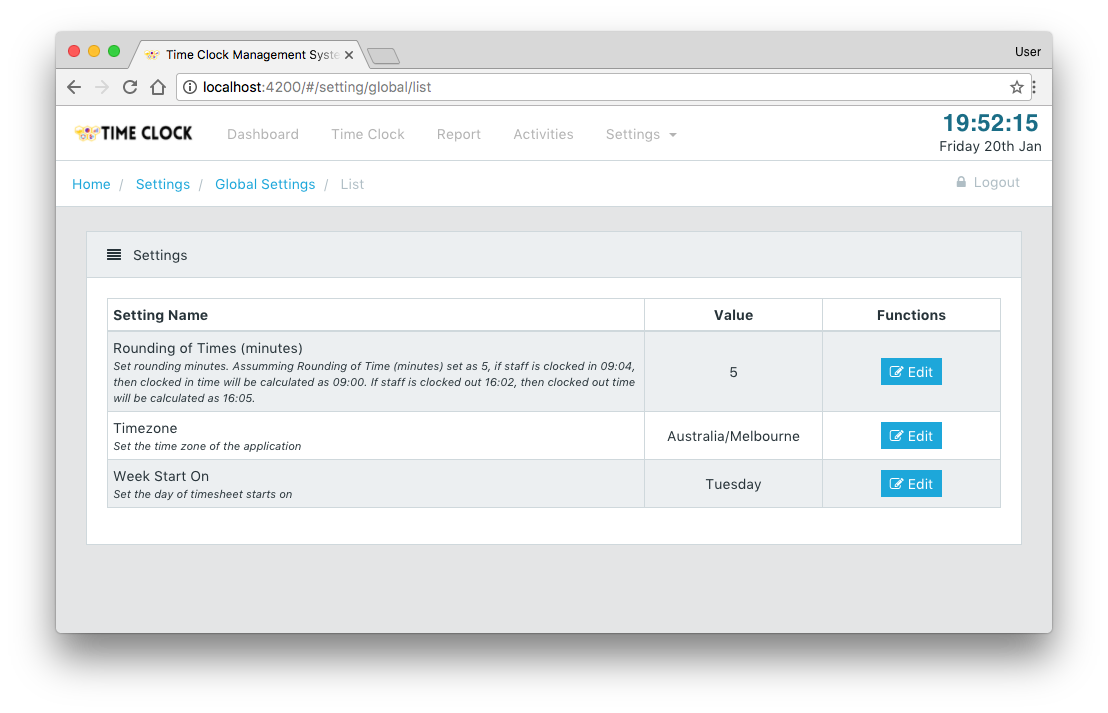 Time Clock Management Syste
User
localhost:4200/#/setting/global/list
TIME CLOCK
Dashboard
Time Clock
Report
Activities
Settings
19:52:15
Friday 20th Jan
Home / Settings / Global Settings / List
Logout
Settings
Setting Name Value Functions
Rounding of Times (minutes)
Set rounding minutes. Assumming Rounding of Time (minutes) set as 5, if staff is clocked in 09:04,
then clocked in time will be calculated as 09:00. If staff is clocked out 16:02, then clocked out time
will be calculated as 16:05.
5
Edit
Timezone
Set the time zone of the application
Australia/Melbourne
Edit
Week Start On
Set the day of timesheet starts on
Tuesday
Edit